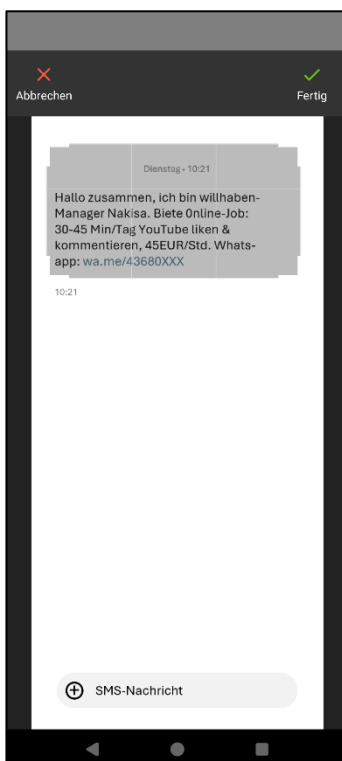 Abbrechen
Fertig
Dienstag • 10:21
Hallo zusammen, ich bin willhaben-
Manager Nakisa. Biete 0nline-Job:
30-45 Min/Tag YouTube liken &
kommentieren, 45EUR/Std. Whats-
app: wa.me/43680XXX
10:21
SMS-Nachricht